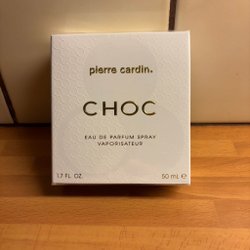 pierre cardin.
CHOC
EAU DE PARFUM SPRAY
VAPORISATEUR
1.7 FL. OZ. 50 mL ℮